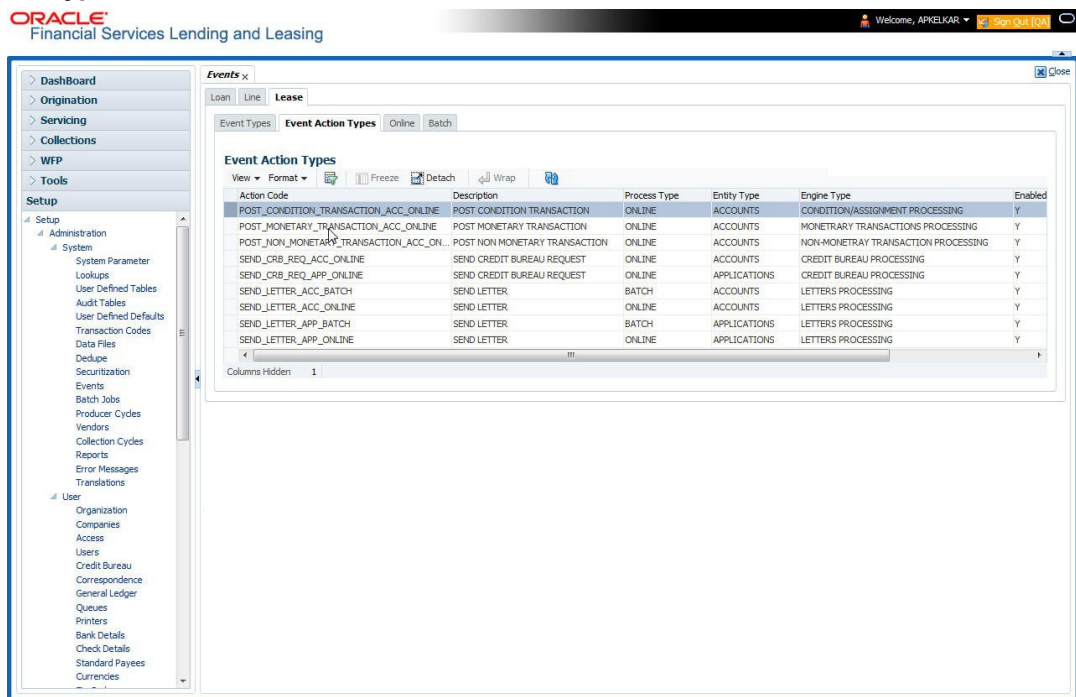 ORACLE
Financial Services Lending and Leasing
Welcome, APKELKAR
Sign Out [QA]
DashBoard
Origination
Servicing
Collections
WFP
Tools
Setup
Setup
Administration
System
System Parameter
Lookups
User Defined Tables
Audit Tables
User Defined Defaults
Transaction Codes
Data Files
Dedupe
Securitization
Events
Batch Jobs
Producer Cycles
Vendors
Collection Cycles
Reports
Error Messages
Translations
User
Organization
Companies
Access
Users
Credit Bureau
Correspondence
General Ledger
Queues
Printers
Bank Details
Check Details
Standard Payees
Currencies
Events
Close
Loan Line Lease
Event Types Event Action Types Online Batch
Event Action Types
View Format Freeze Detach Wrap
Action Code Description Process Type Entity Type Engine Type Enabled
POST_CONDITION_TRANSACTION_ACC_ONLINE POST CONDITION TRANSACTION ONLINE ACCOUNTS CONDITION/ASSIGNMENT PROCESSING Y
POST_MONETARY_TRANSACTION_ACC_ONLINE POST MONETARY TRANSACTION ONLINE ACCOUNTS MONETRARY TRANSACTIONS PROCESSING Y
POST_NON_MONETARY_TRANSACTION_ACC_ON... POST NON MONETARY TRANSACTION ONLINE ACCOUNTS NON-MONETRAY TRANSACTION PROCESSING Y
SEND_CRB_REQ_ACC_ONLINE SEND CREDIT BUREAU REQUEST ONLINE ACCOUNTS CREDIT BUREAU PROCESSING Y
SEND_CRB_REQ_APP_ONLINE SEND CREDIT BUREAU REQUEST ONLINE APPLICATIONS CREDIT BUREAU PROCESSING Y
SEND_LETTER_ACC_BATCH SEND LETTER BATCH ACCOUNTS LETTERS PROCESSING Y
SEND_LETTER_ACC_ONLINE SEND LETTER ONLINE ACCOUNTS LETTERS PROCESSING Y
SEND_LETTER_APP_BATCH SEND LETTER BATCH APPLICATIONS LETTERS PROCESSING Y
SEND_LETTER_APP_ONLINE SEND LETTER ONLINE APPLICATIONS LETTERS PROCESSING Y
Columns Hidden 1